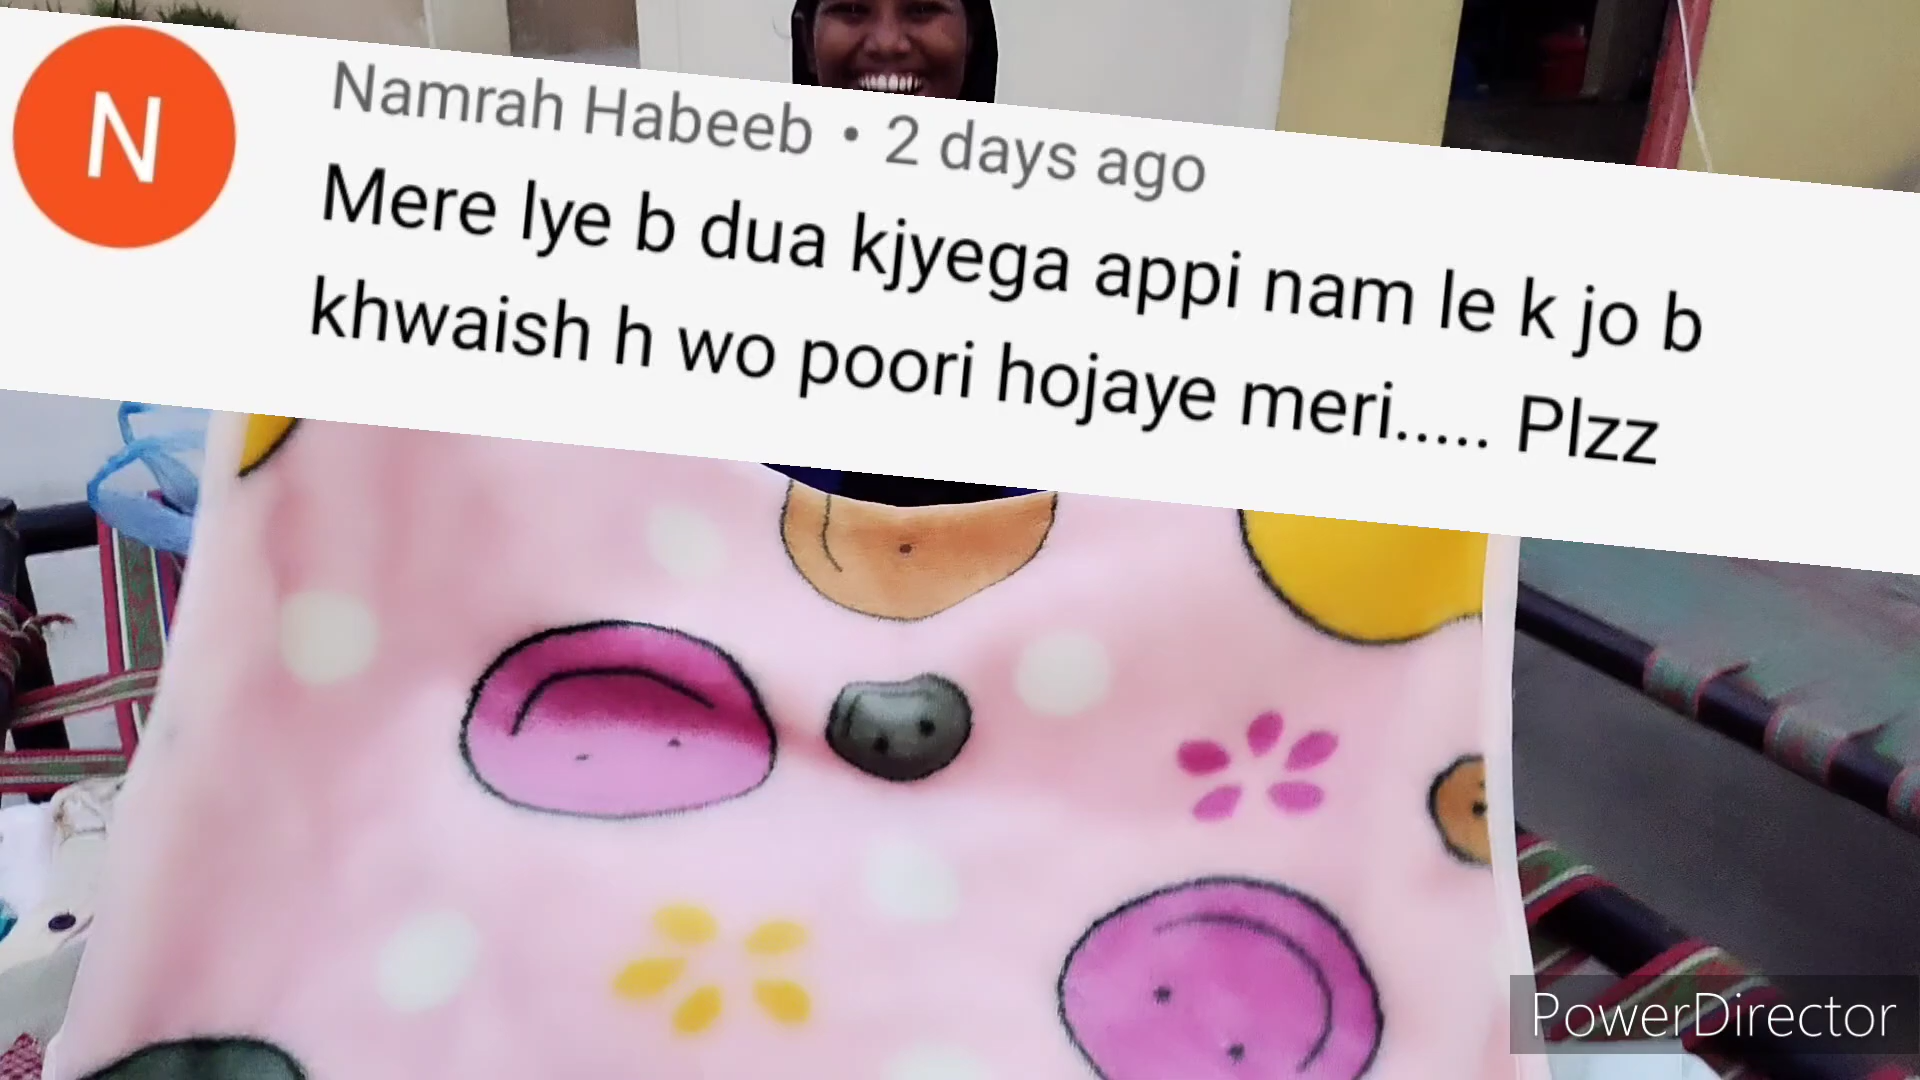 N
Namrah Habeeb • 2 days ago
Mere lye b dua kjyega appi nam le k jo b
khwaish h wo poori hojaye meri..... Plzz
PowerDirector